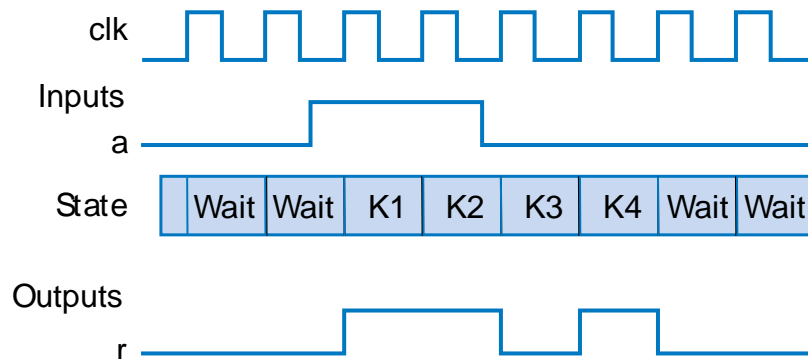 clk
Inputs
a
State Wait Wait K1 K2 K3 K4 Wait Wait
Outputs
r